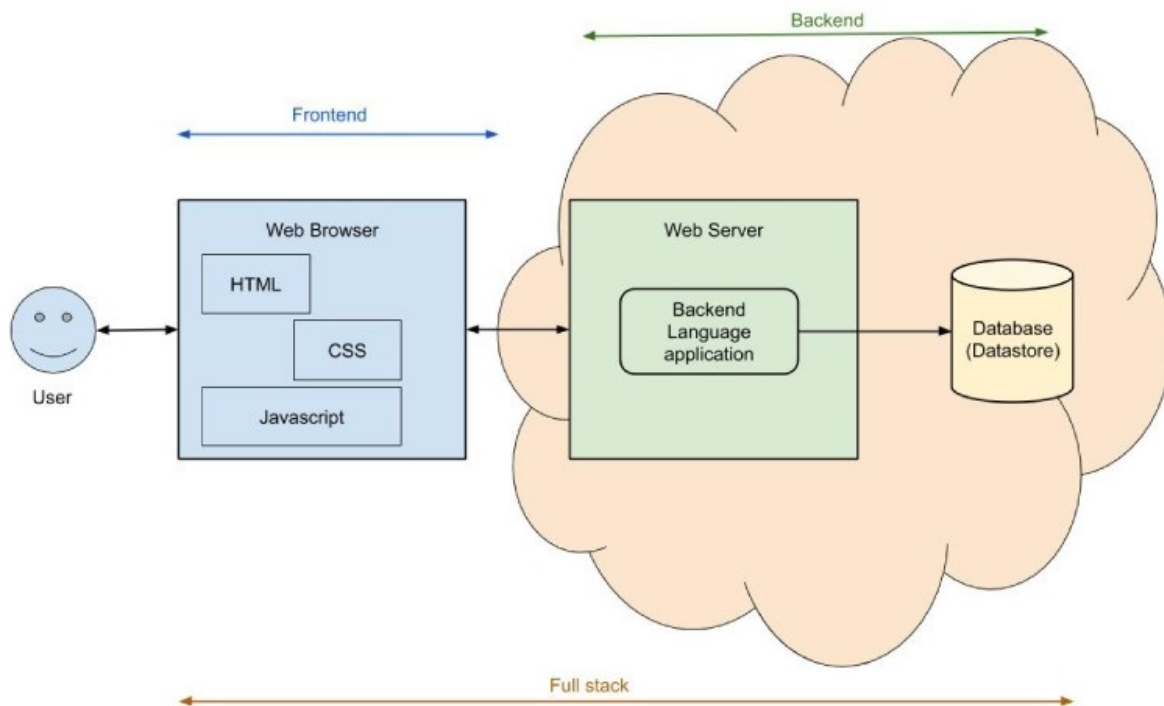 Backend
Frontend
Web Browser
HTML
CSS
Javascript
User
Web Server
Backend
Language
application
Database
(Datastore)
Full stack